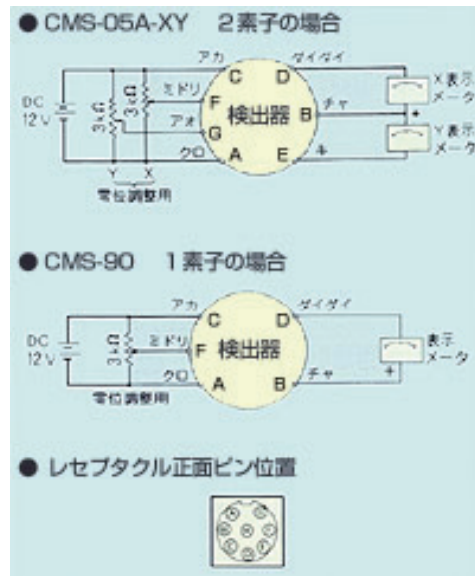 ● CMS-05A-XY 2素子の場合
アカ C D ダイダイ
DC 12V
3kΩ 3kΩ
ミドリ F 検出器 B チャ
アオ G
クロ A E キ
X表示メータ
+
Y表示メータ
Y X
電位調整用
● CMS-90 1素子の場合
アカ C D ダイダイ
DC 12V
3kΩ
ミドリ F 検出器
クロ A B チャ
表示メータ
+
電位調整用
● レセプタクル正面ピン位置